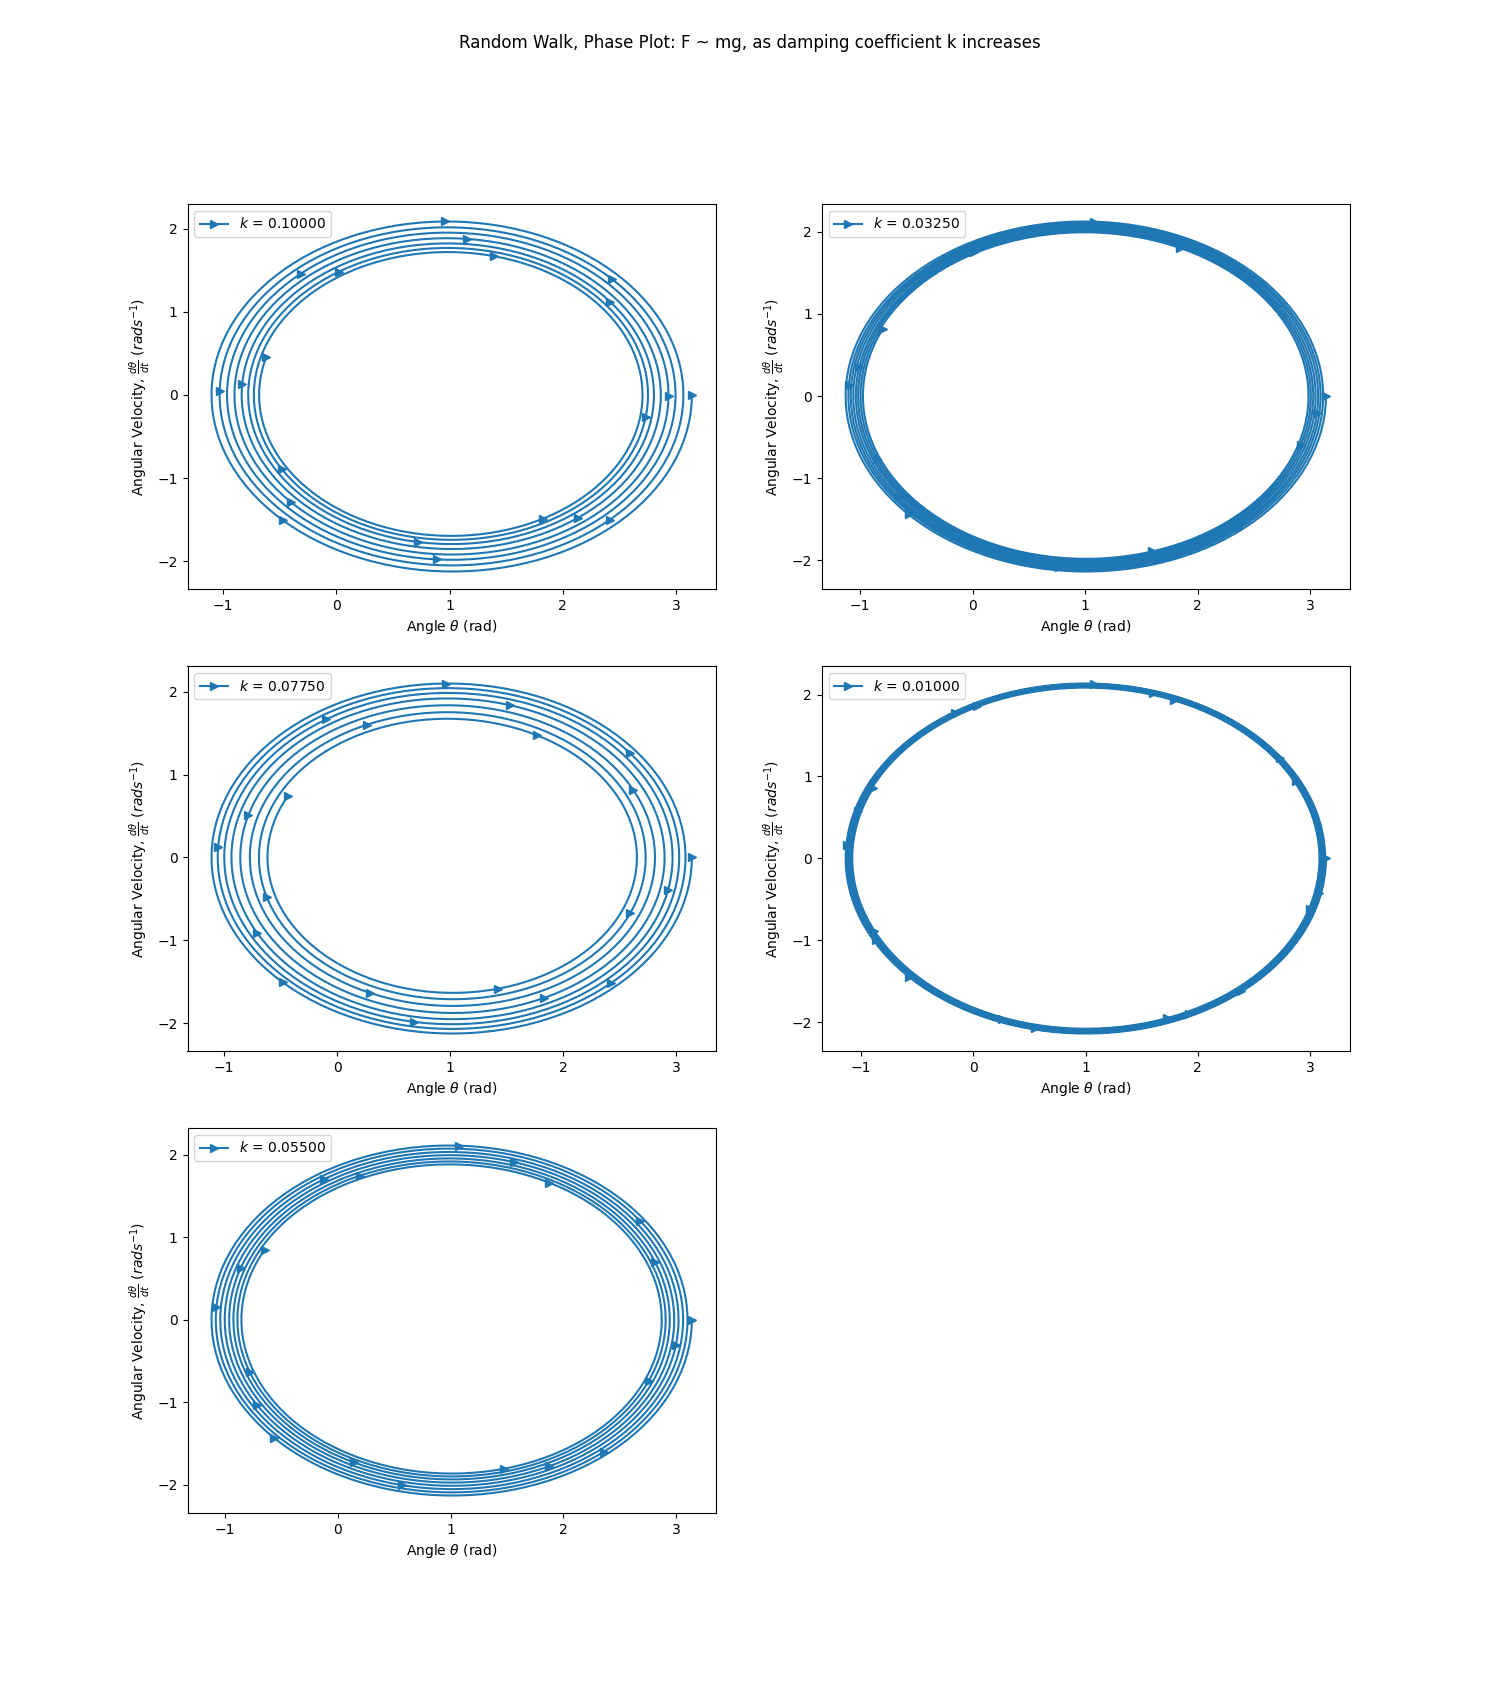 Random Walk, Phase Plot: F ~ mg, as damping coefficient k increases
k = 0.10000
2
1
0
−1
−2
Angular Velocity, dθ/dt (rads⁻¹)
−1 0 1 2 3
Angle θ (rad)
k = 0.03250
2
1
0
−1
−2
Angular Velocity, dθ/dt (rads⁻¹)
−1 0 1 2 3
Angle θ (rad)
k = 0.07750
2
1
0
−1
−2
Angular Velocity, dθ/dt (rads⁻¹)
−1 0 1 2 3
Angle θ (rad)
k = 0.01000
2
1
0
−1
−2
Angular Velocity, dθ/dt (rads⁻¹)
−1 0 1 2 3
Angle θ (rad)
k = 0.05500
2
1
0
−1
−2
Angular Velocity, dθ/dt (rads⁻¹)
−1 0 1 2 3
Angle θ (rad)